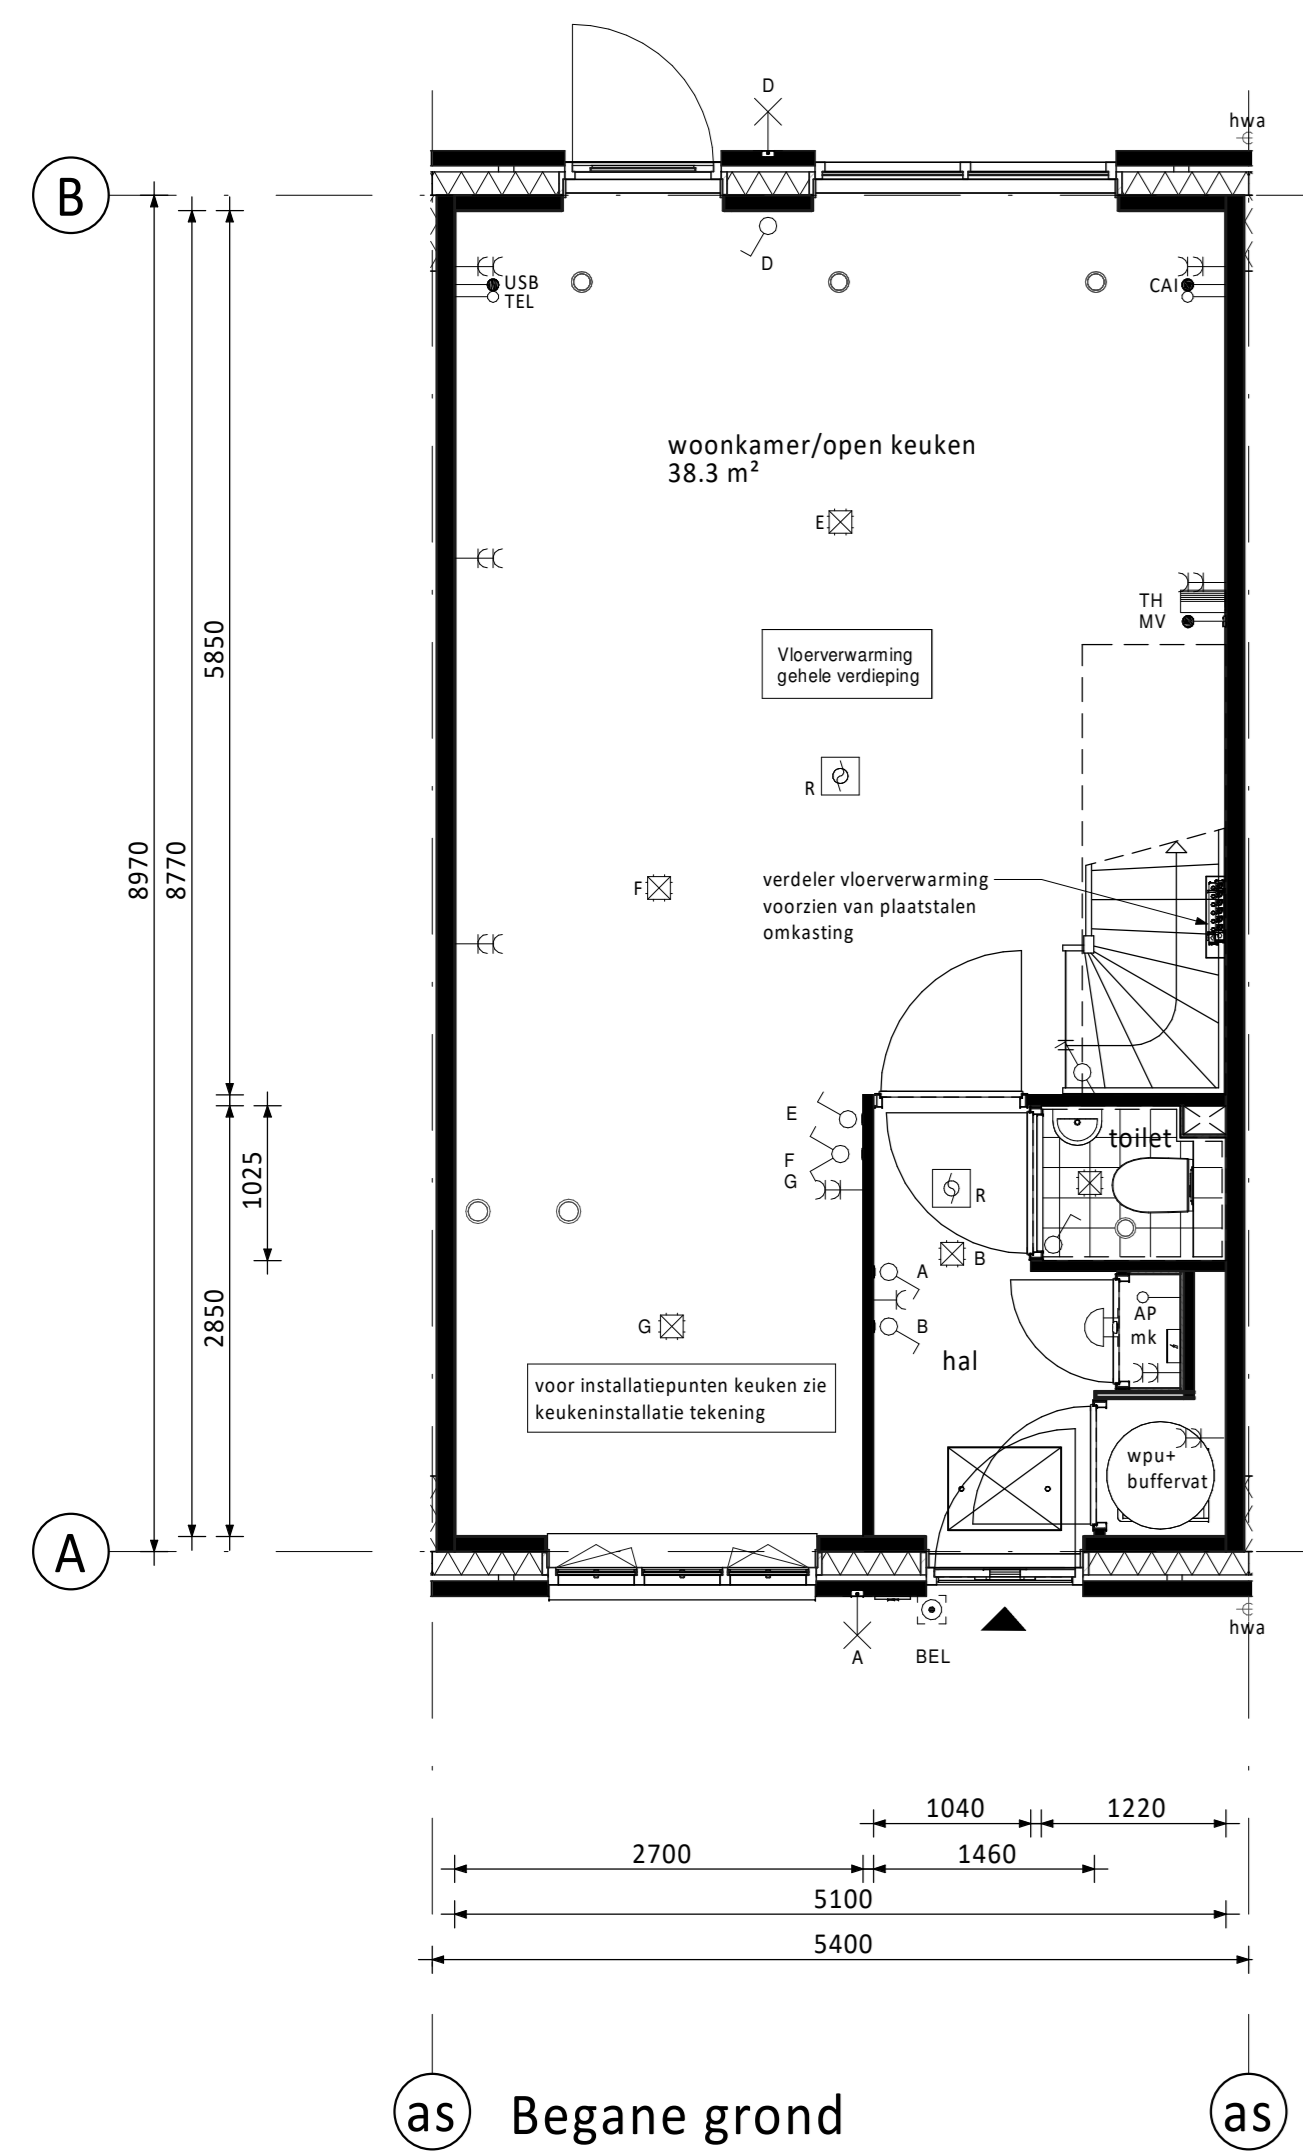 D
hwa
B
D
USB
TEL
CAI
woonkamer/open keuken
38.3 m²
E
TH
MV
Vloerverwarming
gehele verdieping
5850
R
8970
8770
verdeler vloerverwarming
voorzien van plaatstalen
omkasting
F
E
F
G
toilet
1025
R
B
A
B
AP
mk
2850
G
hal
voor installatiepunten keuken zie
keukeninstallatie tekening
wpu+
buffervat
A
hwa
A
BEL
1040
1220
2700
1460
5100
5400
as
Begane grond
as